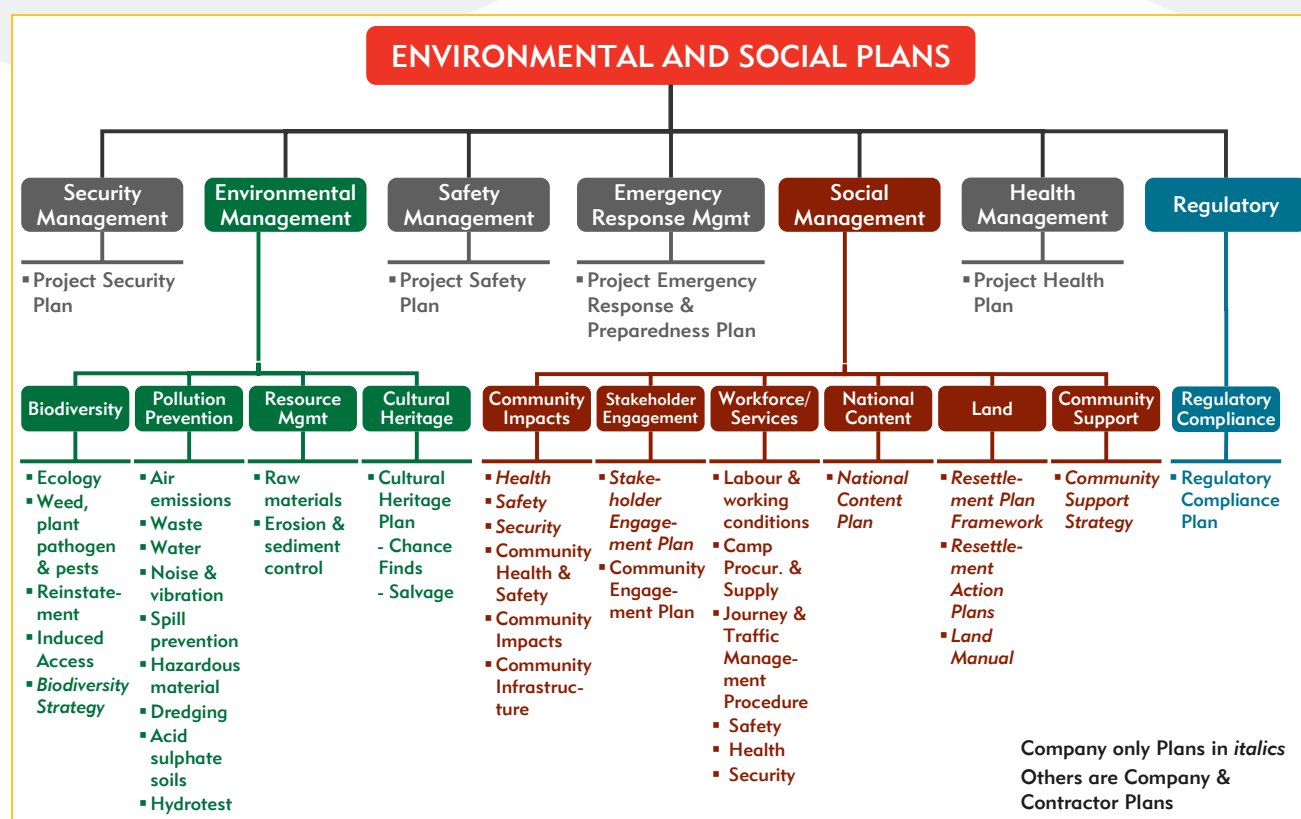 ENVIRONMENTAL AND SOCIAL PLANS
Security
Management
▪ Project Security
Plan
Environmental
Management
Safety
Management
▪ Project Safety
Plan
Emergency
Response Mgmt
▪ Project Emergency
Response &
Preparedness Plan
Social
Management
Health
Management
▪ Project Health
Plan
Regulatory
Biodiversity
▪ Ecology
▪ Weed,
plant
pathogen
& pests
▪ Reinstate-
ment
▪ Induced
Access
▪ Biodiversity
Strategy
Pollution
Prevention
▪ Air
emissions
▪ Waste
▪ Water
▪ Noise &
vibration
▪ Spill
prevention
▪ Hazardous
material
▪ Dredging
▪ Acid
sulphate
soils
▪ Hydrotest
Resource
Mgmt
▪ Raw
materials
▪ Erosion &
sediment
control
Cultural
Heritage
▪ Cultural
Heritage
Plan
- Chance
Finds
- Salvage
Community
Impacts
▪ Health
▪ Safety
▪ Security
▪ Community
Health &
Safety
▪ Community
Impacts
▪ Community
Infrastruc-
ture
Stakeholder
Engagement
▪ Stake-
holder
Engage-
ment Plan
▪ Community
Engage-
ment Plan
Workforce/
Services
▪ Labour &
working
conditions
▪ Camp
Procur. &
Supply
▪ Journey &
Traffic
Manage-
ment
Procedure
▪ Safety
▪ Health
▪ Security
National
Content
▪ National
Content
Plan
Land
▪ Resettle-
ment Plan
Framework
▪ Resettle-
ment
Action
Plans
▪ Land
Manual
Community
Support
▪ Community
Support
Strategy
Regulatory
Compliance
▪ Regulatory
Compliance
Plan
Company only Plans in italics
Others are Company &
Contractor Plans